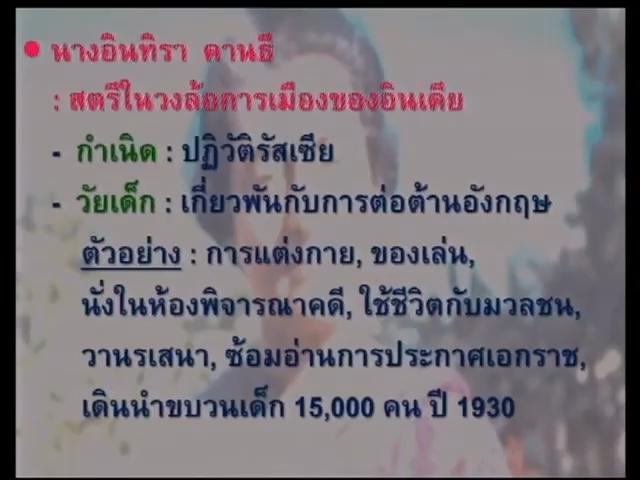 ● นางอินทิรา คานธี
: สตรีในวงล้อการเมืองของอินเดีย
- กำเนิด : ปฏิวัติรัสเซีย
- วัยเด็ก : เกี่ยวพันกับการต่อต้านอังกฤษ
ตัวอย่าง : การแต่งกาย, ของเล่น,
นั่งในห้องพิจารณาคดี, ใช้ชีวิตกับมวลชน,
วานรเสนา, ซ้อมอ่านการประกาศเอกราช,
เดินนำขบวนเด็ก 15,000 คน ปี 1930